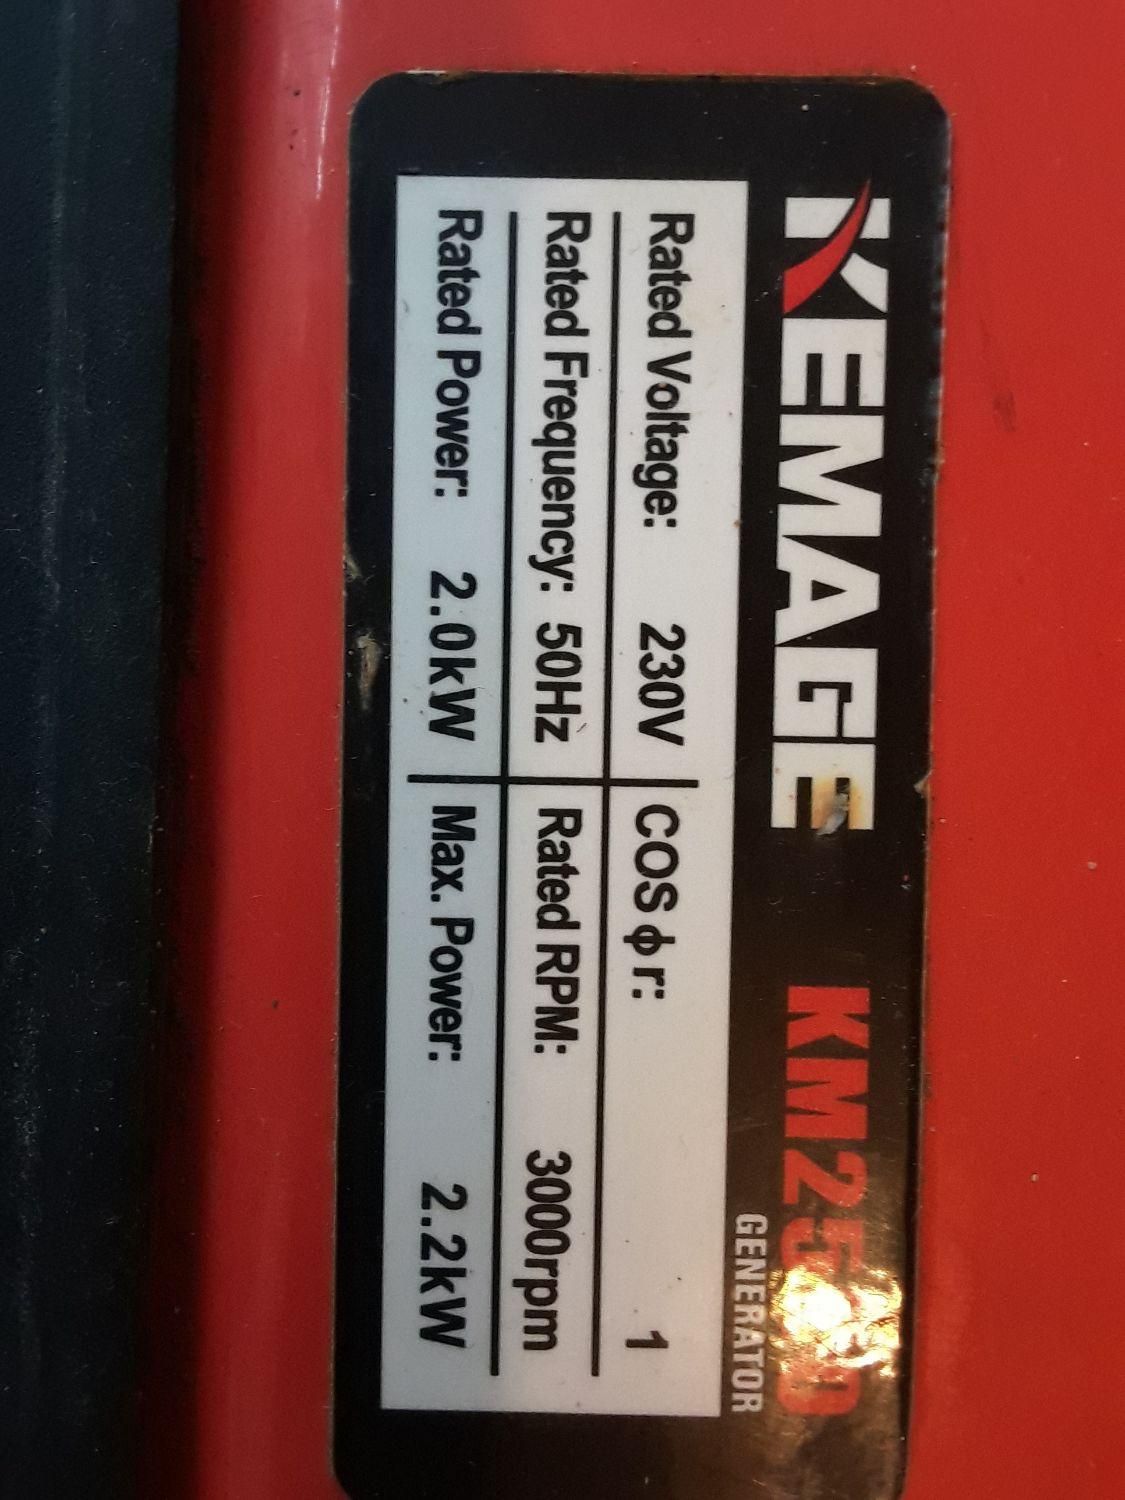 KEMAGE KM2500
GENERATOR
Rated Voltage: 230V COS ϕ r: 1
Rated Frequency: 50Hz Rated RPM: 3000rpm
Rated Power: 2.0kW Max. Power: 2.2kW